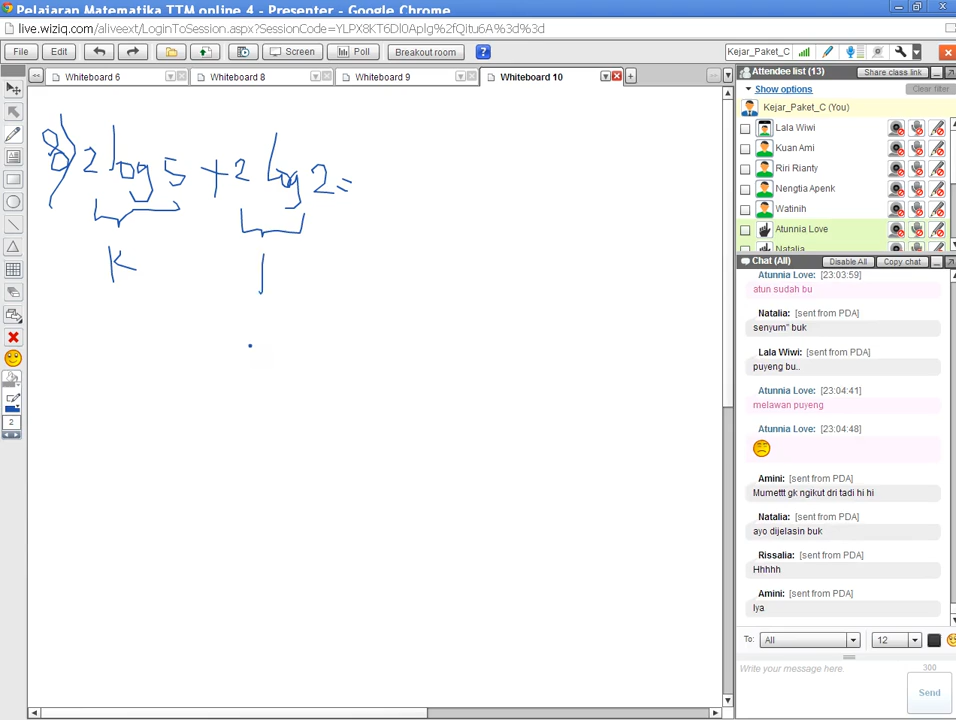 Pelajaran Matematika TTM online 4 - Presenter - Google Chrome
live.wiziq.com/aliveext/LoginToSession.aspx?SessionCode=YLPX8KT6Dl0Aplg%2fQitu6A%3d%3d
File Edit Screen Poll Breakout room ? Kejar_Paket_C
<< Whiteboard 6 Whiteboard 8 Whiteboard 9 Whiteboard 10
8) 2 log 5 + 2 log 2 =
K 1
2
Attendee list (13) Share class link
Show options Clear filter
Kejar_Paket_C (You)
Lala Wiwi
Kuan Ami
Riri Rianty
Nengtia Apenk
Watinih
Atunnia Love
Natalia
Chat (All) Disable All Copy chat
Atunnia Love: [23:03:59]
atun sudah bu
Natalia: [sent from PDA]
senyum" buk
Lala Wiwi: [sent from PDA]
puyeng bu..
Atunnia Love: [23:04:41]
melawan puyeng
Atunnia Love: [23:04:48]
Amini: [sent from PDA]
Mumettt gk ngikut dri tadi hi hi
Natalia: [sent from PDA]
ayo dijelasin buk
Rissalia: [sent from PDA]
Hhhhh
Amini: [sent from PDA]
Iya
To: All 12
Write your message here. 300
Send